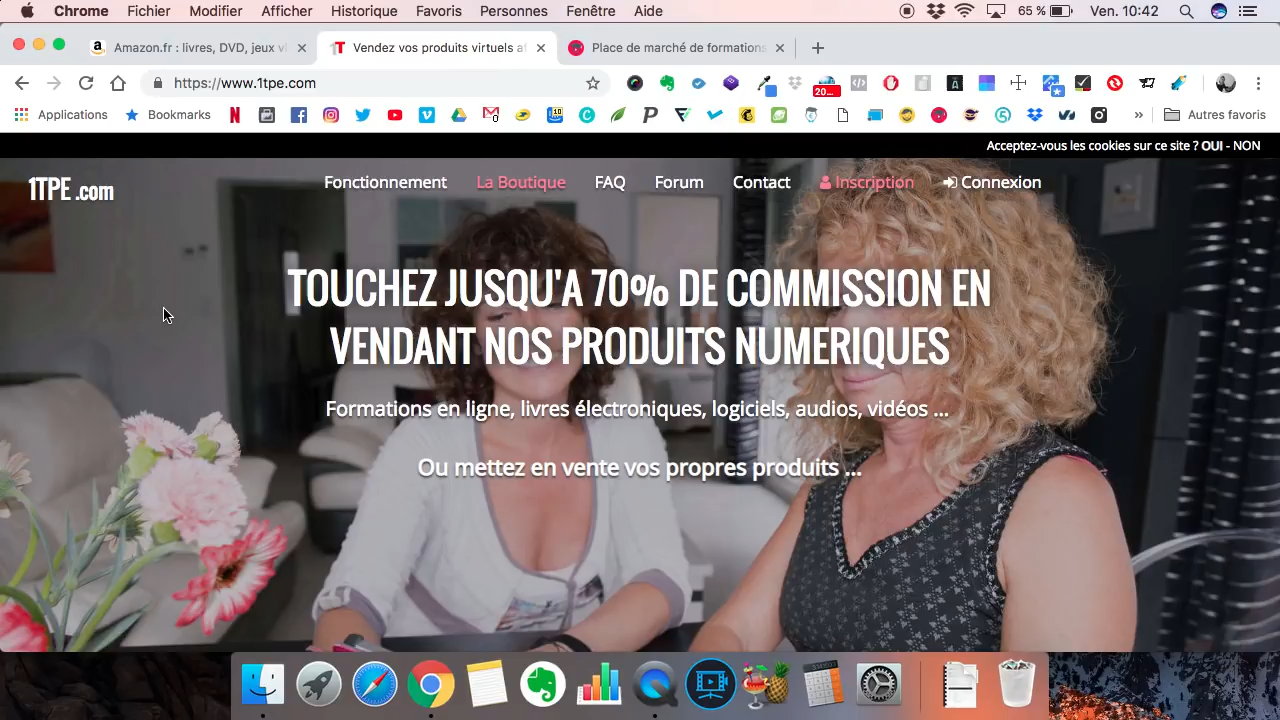 Chrome Fichier Modifier Afficher Historique Favoris Personnes Fenêtre Aide 65 % Ven. 10:42
Amazon.fr : livres, DVD, jeux vi
Vendez vos produits virtuels a
Place de marché de formations
https://www.1tpe.com
20...
Applications Bookmarks 10 » Autres favoris
Acceptez-vous les cookies sur ce site ? OUI - NON
1TPE .com
Fonctionnement La Boutique FAQ Forum Contact Inscription Connexion
TOUCHEZ JUSQU'A 70% DE COMMISSION EN
VENDANT NOS PRODUITS NUMERIQUES
Formations en ligne, livres électroniques, logiciels, audios, vidéos ...
Ou mettez en vente vos propres produits ...